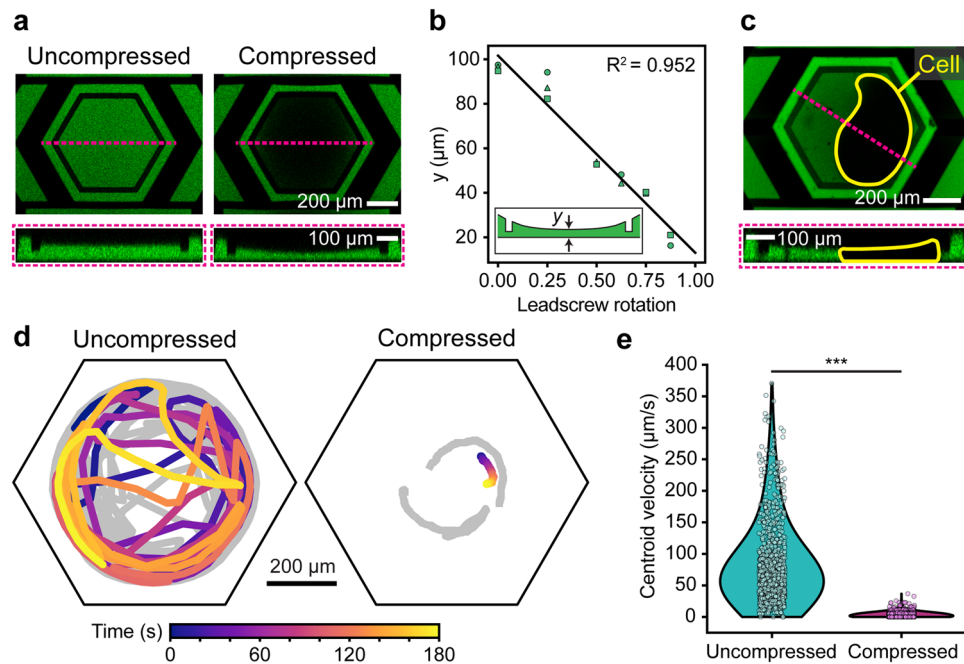 a
Uncompressed
Compressed
200 µm
100 µm
b
y (µm)
100
80
60
40
20
R² = 0.952
y
0.00
0.25
0.50
0.75
1.00
Leadscrew rotation
c
Cell
200 µm
100 µm
d
Uncompressed
Compressed
200 µm
Time (s)
0
60
120
180
e
Centroid velocity (µm/s)
400
350
300
250
200
150
100
50
0
***
Uncompressed
Compressed